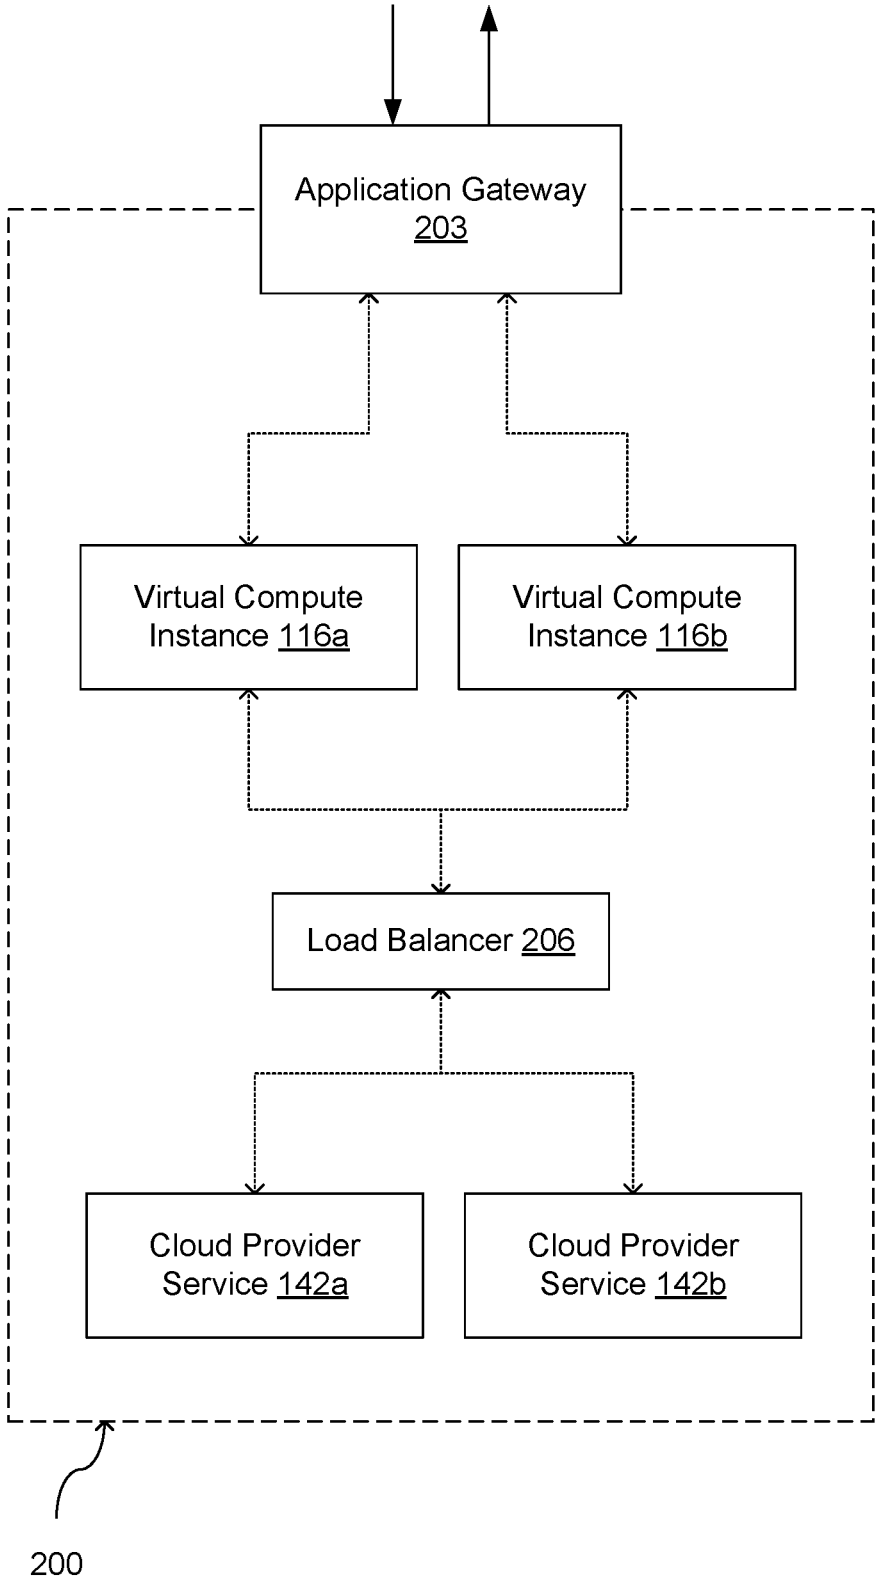 Application Gateway
203
Virtual Compute
Instance 116a
Virtual Compute
Instance 116b
Load Balancer 206
Cloud Provider
Service 142a
Cloud Provider
Service 142b
200